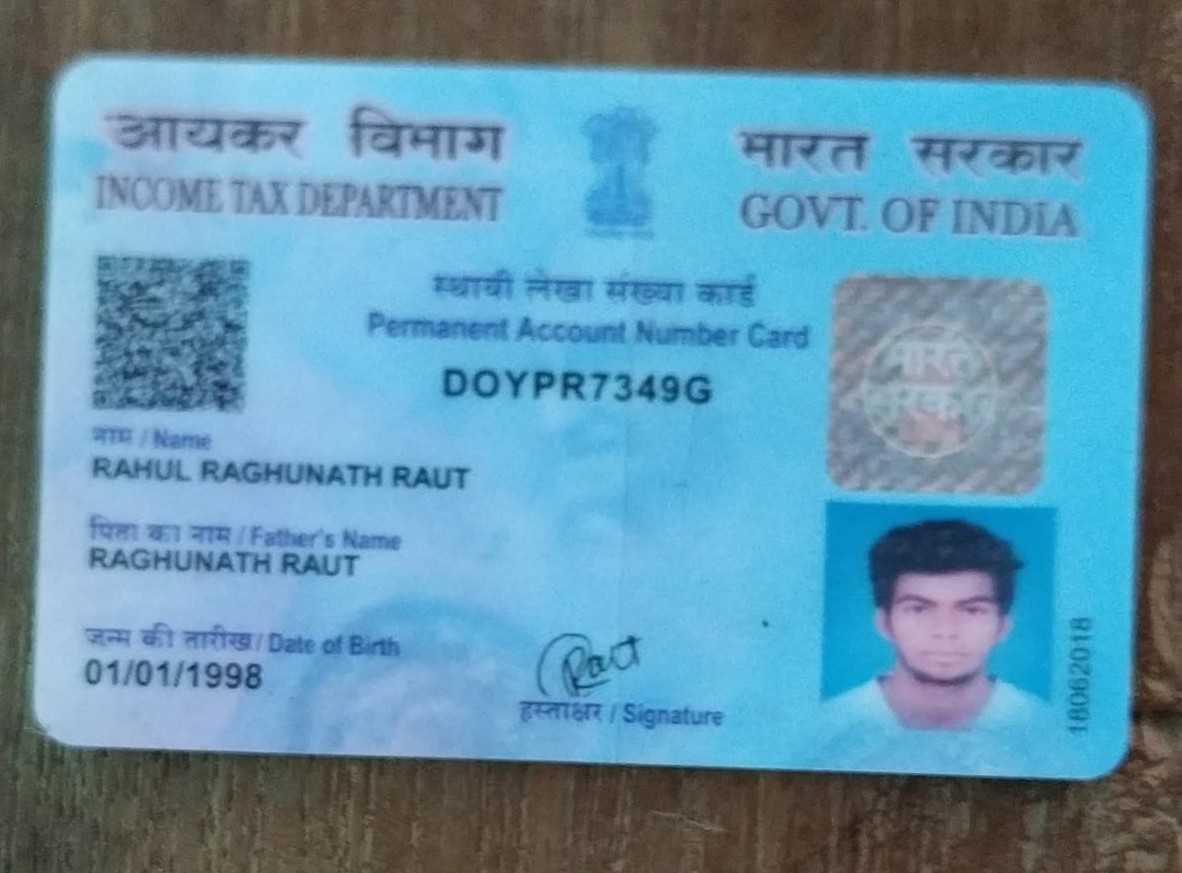 आयकर विभाग
INCOME TAX DEPARTMENT
भारत सरकार
GOVT. OF INDIA
स्थायी लेखा संख्या कार्ड
Permanent Account Number Card
DOYPR7349G
नाम / Name
RAHUL RAGHUNATH RAUT
पिता का नाम / Father's Name
RAGHUNATH RAUT
जन्म की तारीख / Date of Birth
01/01/1998
Raut
हस्ताक्षर / Signature
भारत
सरकार
18062018